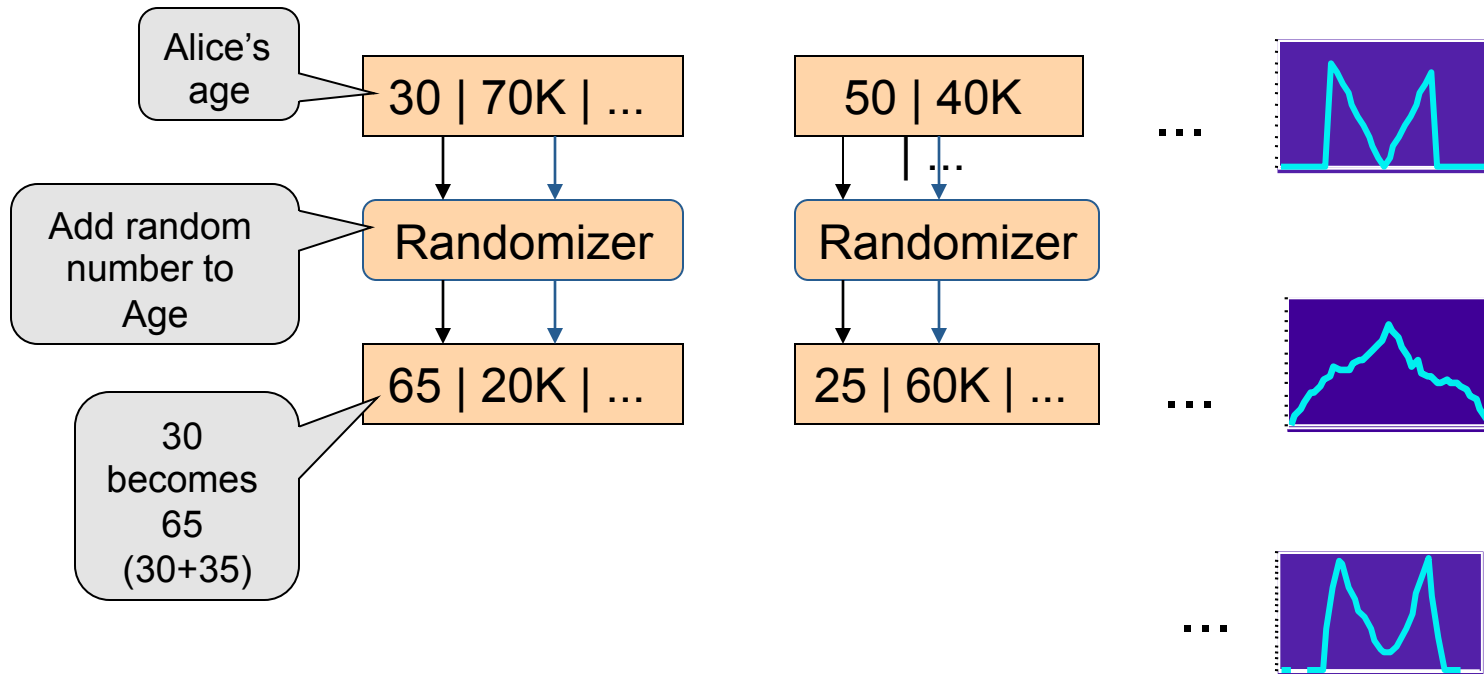 Alice's
age
30 | 70K | ...
50 | 40K
| ...
...
Add random
number to
Age
Randomizer
Randomizer
30
becomes
65
(30+35)
65 | 20K | ...
25 | 60K | ...
...
...